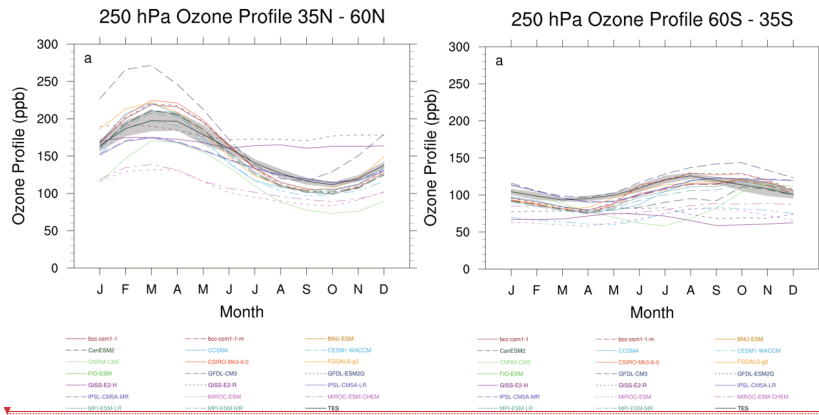 250 hPa Ozone Profile 35N - 60N
a
Ozone Profile (ppb)
300
250
200
150
100
50
0
J F M A M J J A S O N D
Month
bcc-csm1-1 bcc-csm1-1-m BNU-ESM
CanESM2 CCSM4 CESM1-WACCM
CNRM-CM5 CSIRO-Mk3-6-0 FGOALS-g2
FIO-ESM GFDL-CM3 GFDL-ESM2G
GISS-E2-H GISS-E2-R IPSL-CM5A-LR
IPSL-CM5A-MR MIROC-ESM MIROC-ESM-CHEM
MPI-ESM-LR MPI-ESM-MR TES
250 hPa Ozone Profile 60S - 35S
a
Ozone Profile (ppb)
300
250
200
150
100
50
0
J F M A M J J A S O N D
Month
bcc-csm1-1 bcc-csm1-1-m BNU-ESM
CanESM2 CCSM4 CESM1-WACCM
CNRM-CM5 CSIRO-Mk3-6-0 FGOALS-g2
FIO-ESM GFDL-CM3 GFDL-ESM2G
GISS-E2-H GISS-E2-R IPSL-CM5A-LR
IPSL-CM5A-MR MIROC-ESM MIROC-ESM-CHEM
MPI-ESM-LR MPI-ESM-MR TES